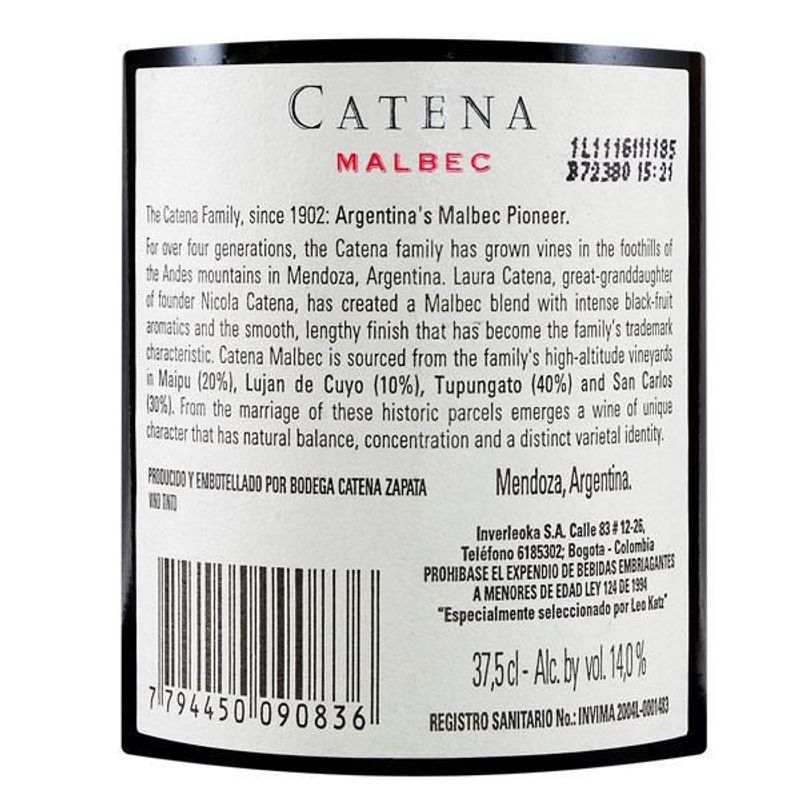 CATENA
MALBEC
1L1116111185
B72380 15:21
The Catena Family, since 1902: Argentina's Malbec Pioneer.
For over four generations, the Catena family has grown vines in the foothills of
the Andes mountains in Mendoza, Argentina. Laura Catena, great-granddaughter
of founder Nicola Catena, has created a Malbec blend with intense black-fruit
aromatics and the smooth, lengthy finish that has become the family's trademark
characteristic. Catena Malbec is sourced from the family's high-altitude vineyards
in Maipu (20%), Lujan de Cuyo (10%), Tupungato (40%) and San Carlos
(30%). From the marriage of these historic parcels emerges a wine of unique
character that has natural balance, concentration and a distinct varietal identity.
PRODUCIDO Y EMBOTELLADO POR BODEGA CATENA ZAPATA
VINO TINTO
Mendoza, Argentina.
Inverleoka S.A. Calle 83 # 12-26,
Teléfono 6185302; Bogota - Colombia
PROHIBASE EL EXPENDIO DE BEBIDAS EMBRIAGANTES
A MENORES DE EDAD LEY 124 DE 1994
"Especialmente seleccionado por Leo Katz"
37,5 cl - Alc. by vol. 14,0 %
REGISTRO SANITARIO No.: INVIMA 2004L-0801483
7 794450 090836